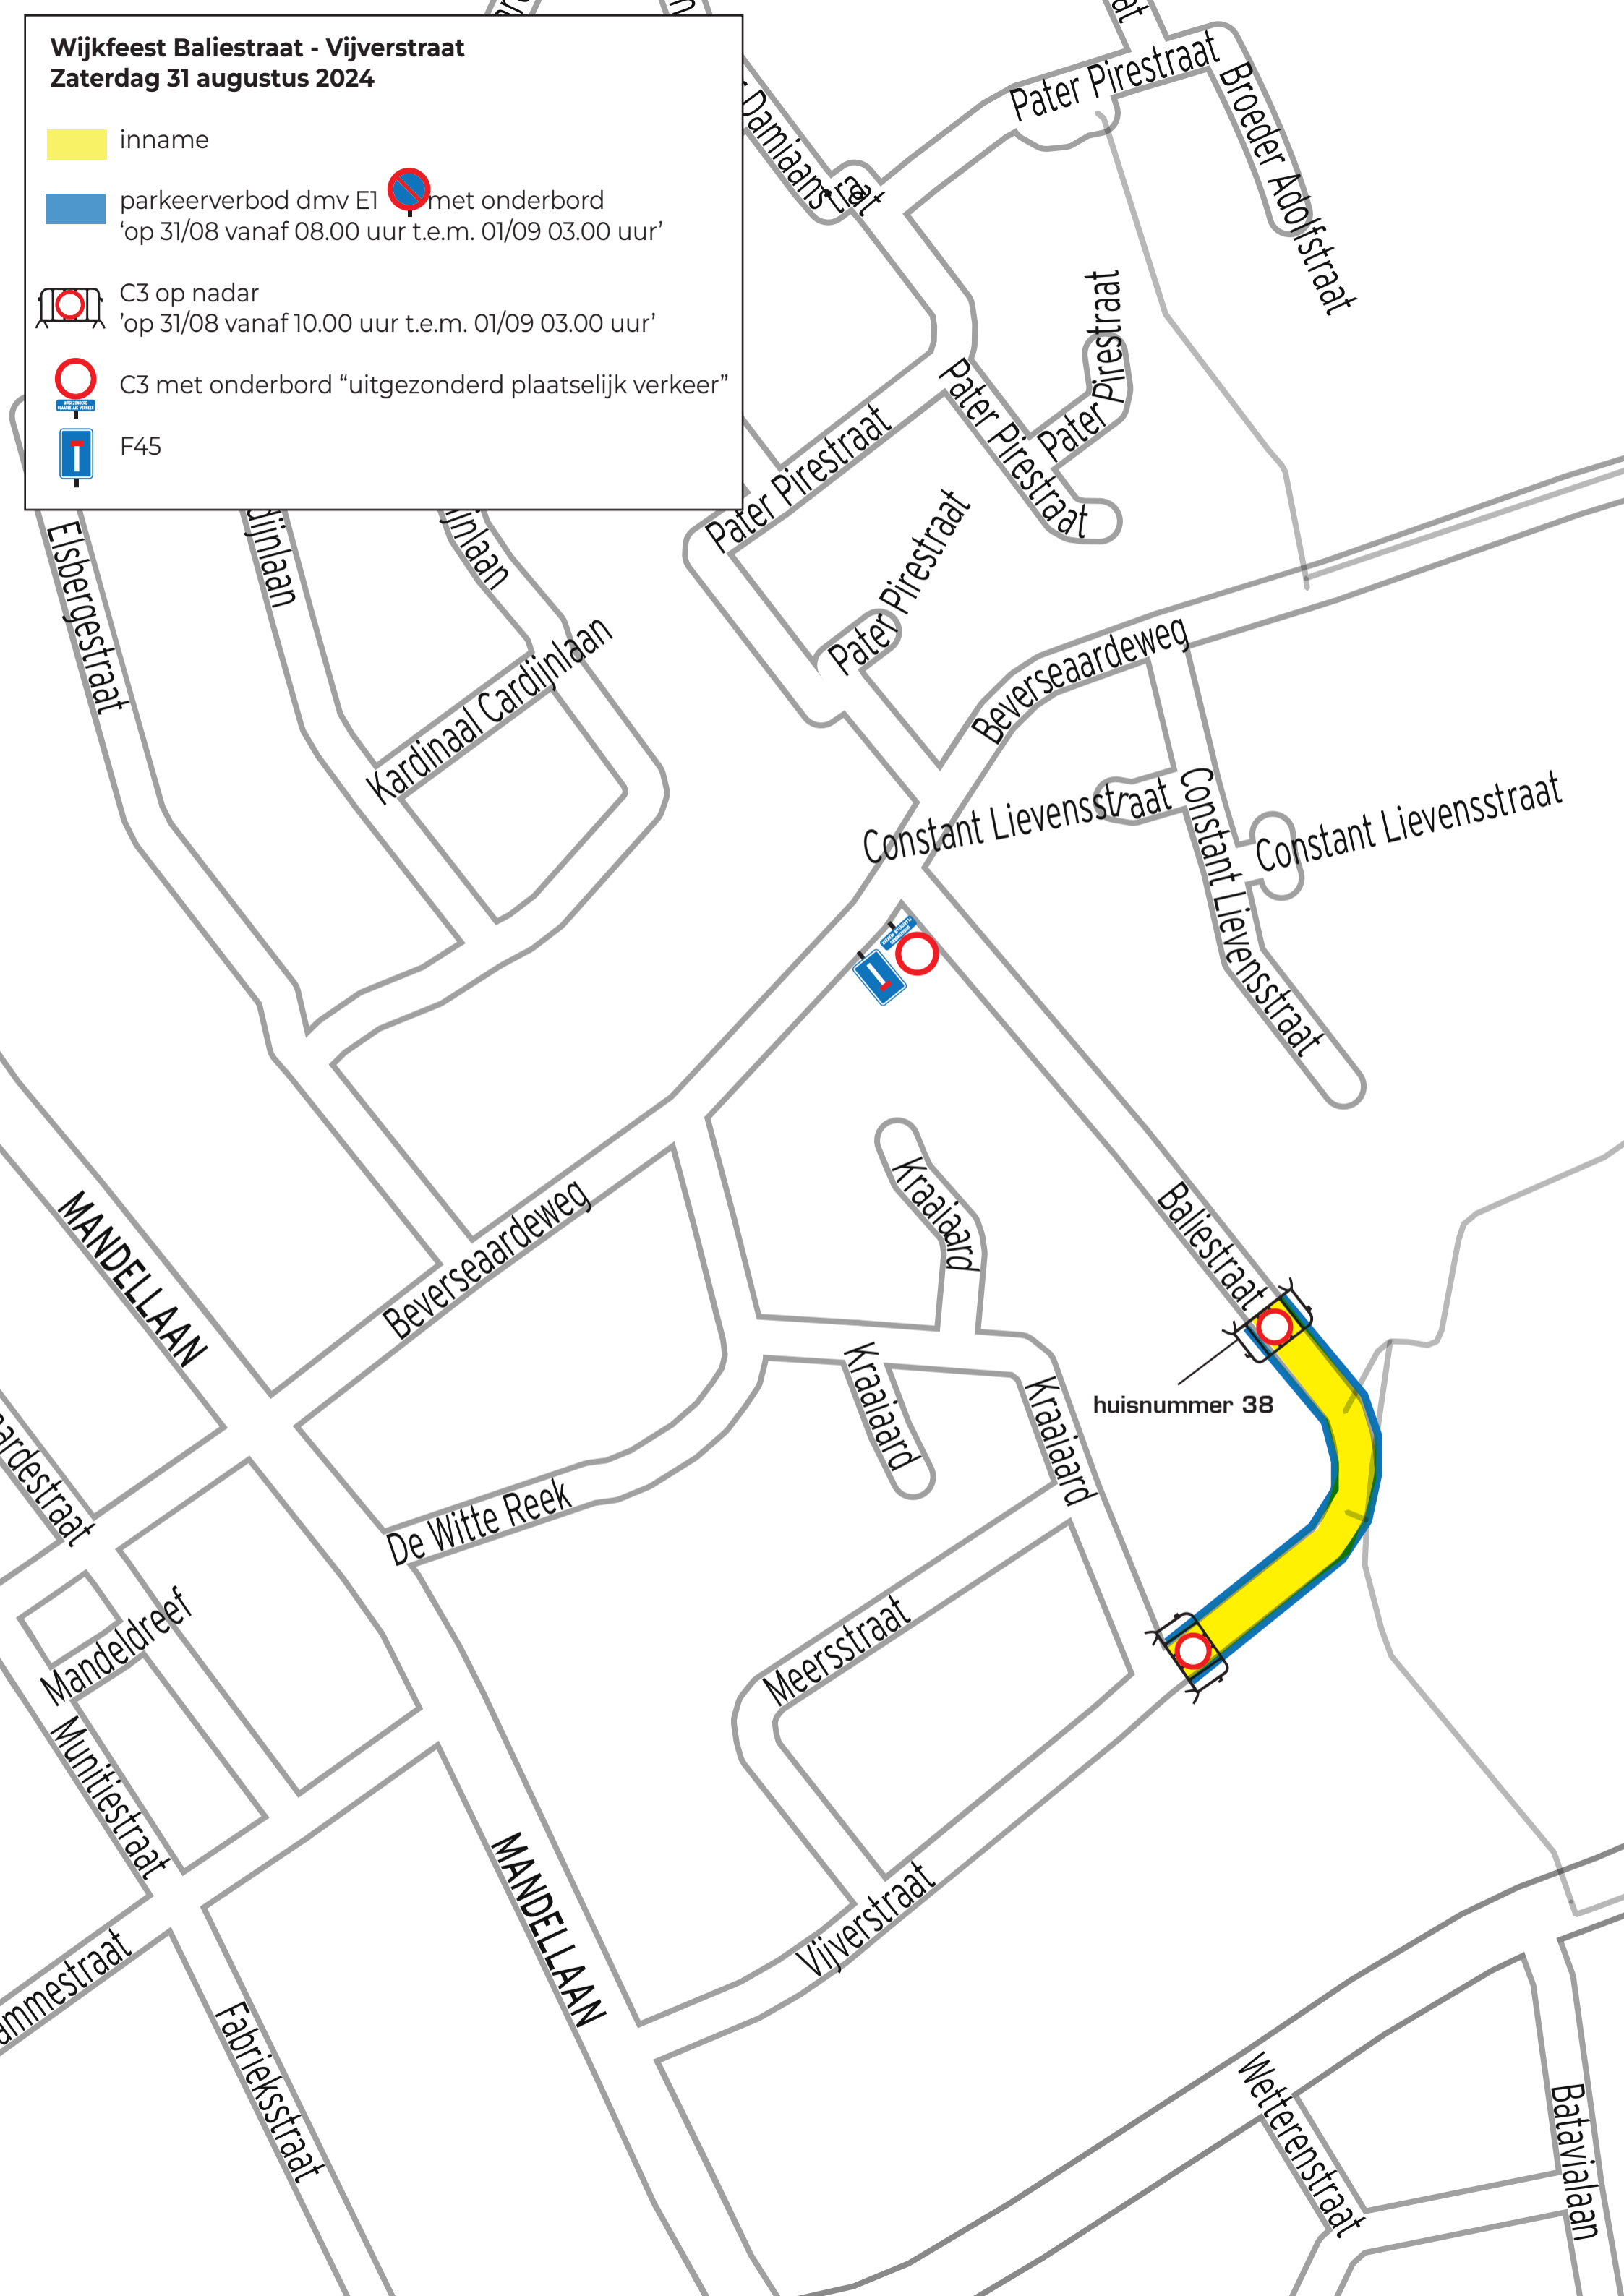 Wijkfeest Baliestraat - Vijverstraat
Zaterdag 31 augustus 2024
inname
parkeerverbod dmv E1 met onderbord
‘op 31/08 vanaf 08.00 uur t.e.m. 01/09 03.00 uur’
C3 op nadar
’op 31/08 vanaf 10.00 uur t.e.m. 01/09 03.00 uur’
C3 met onderbord “uitgezonderd plaatselijk verkeer”
F45
Pater Pirestraat
Broeder Adolfstraat
Damiaanstraat
Pater Pirestraat
Pater Pirestraat
Pater Pirestraat
Pater Pirestraat
Elsbergestraat
dijnlaan
ijnlaan
Kardinaal Cardijnlaan
Beverseaardeweg
Constant Lievensstraat
Constant Lievensstraat
Constant Lievensstraat
MANDELLAAN
Beverseaardeweg
Kraaiaard
Baliestraat
huisnummer 38
Kraaiaard
Kraaiaard
ardestraat
De Witte Reek
Mandeldreef
Meersstraat
Munitiestraat
MANDELLAAN
Vijverstraat
ammestraat
Fabrieksstraat
Wetterenstraat
Batavialaan